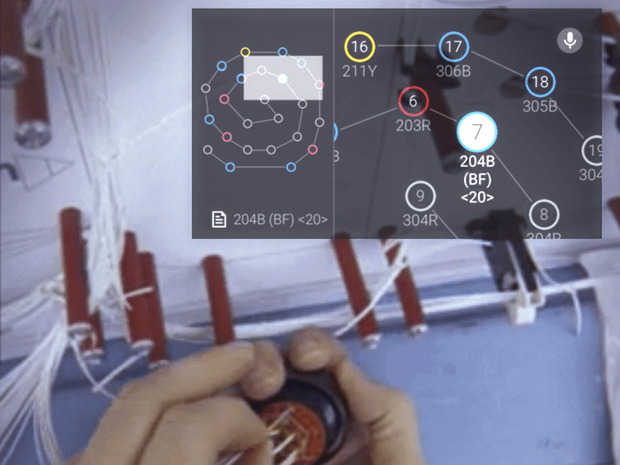 16
211Y
17
306B
18
305B
6
203R
7
204B
(BF)
<20>
9
304R
8
204B (BF) <20>